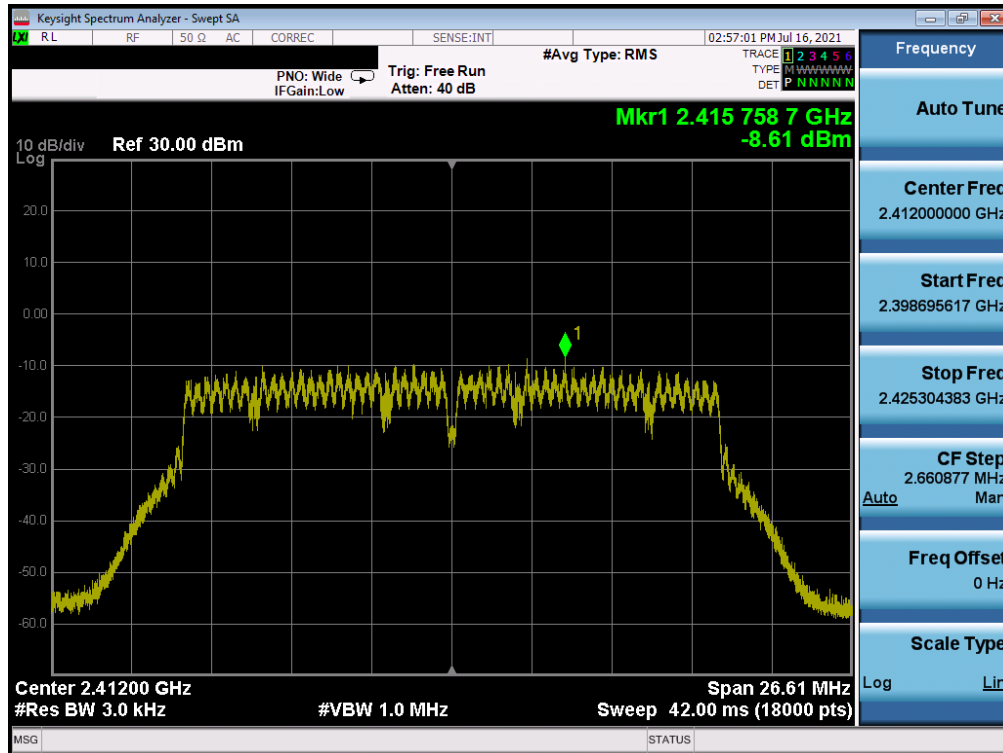 Keysight Spectrum Analyzer - Swept SA
LXI RL RF 50 Ω AC CORREC SENSE:INT 02:57:01 PM Jul 16, 2021
#Avg Type: RMS
TRACE 1 2 3 4 5 6
PNO: Wide Trig: Free Run
TYPE M W W W W W
IFGain:Low Atten: 40 dB
DET P N N N N N
Mkr1 2.415 758 7 GHz
-8.61 dBm
10 dB/div Ref 30.00 dBm
Log
20.0
10.0
0.00
-10.0
-20.0
-30.0
-40.0
-50.0
-60.0
1
Center 2.41200 GHz Span 26.61 MHz
#Res BW 3.0 kHz #VBW 1.0 MHz Sweep 42.00 ms (18000 pts)
MSG STATUS
Frequency
Auto Tune
Center Freq
2.412000000 GHz
Start Freq
2.398695617 GHz
Stop Freq
2.425304383 GHz
CF Step
2.660877 MHz
Auto Man
Freq Offset
0 Hz
Scale Type
Log Lin